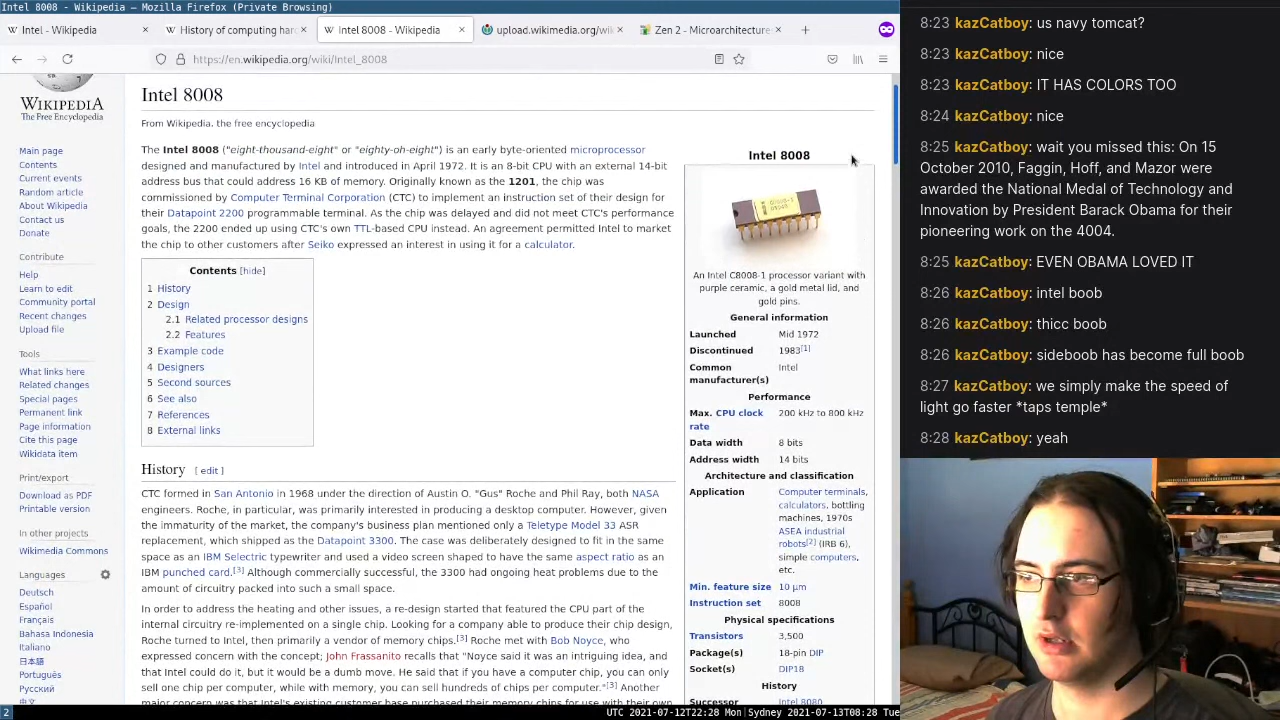 Intel 8008 - Wikipedia — Mozilla Firefox (Private Browsing)
Intel - Wikipedia
History of computing har
Intel 8008 - Wikipedia
upload.wikimedia.org/wik
Zen 2 - Microarchitecture
https://en.wikipedia.org/wiki/Intel_8008
WIKIPEDIA
The Free Encyclopedia
Main page
Contents
Current events
Random article
About Wikipedia
Contact us
Donate
Contribute
Help
Learn to edit
Community portal
Recent changes
Upload file
Tools
What links here
Related changes
Special pages
Permanent link
Page information
Cite this page
Wikidata item
Print/export
Download as PDF
Printable version
In other projects
Wikimedia Commons
Languages
Deutsch
Español
Français
Bahasa Indonesia
Italiano
日本語
Português
Русский
中文
Intel 8008
From Wikipedia, the free encyclopedia
The Intel 8008 ("eight-thousand-eight" or "eighty-oh-eight") is an early byte-oriented microprocessor
designed and manufactured by Intel and introduced in April 1972. It is an 8-bit CPU with an external 14-bit
address bus that could address 16 KB of memory. Originally known as the 1201, the chip was
commissioned by Computer Terminal Corporation (CTC) to implement an instruction set of their design for
their Datapoint 2200 programmable terminal. As the chip was delayed and did not meet CTC's performance
goals, the 2200 ended up using CTC's own TTL-based CPU instead. An agreement permitted Intel to market
the chip to other customers after Seiko expressed an interest in using it for a calculator.
Contents [hide]
1 History
2 Design
2.1 Related processor designs
2.2 Features
3 Example code
4 Designers
5 Second sources
6 See also
7 References
8 External links
History [ edit ]
CTC formed in San Antonio in 1968 under the direction of Austin O. "Gus" Roche and Phil Ray, both NASA
engineers. Roche, in particular, was primarily interested in producing a desktop computer. However, given
the immaturity of the market, the company's business plan mentioned only a Teletype Model 33 ASR
replacement, which shipped as the Datapoint 3300. The case was deliberately designed to fit in the same
space as an IBM Selectric typewriter and used a video screen shaped to have the same aspect ratio as an
IBM punched card.[3] Although commercially successful, the 3300 had ongoing heat problems due to the
amount of circuitry packed into such a small space.
In order to address the heating and other issues, a re-design started that featured the CPU part of the
internal circuitry re-implemented on a single chip. Looking for a company able to produce their chip design,
Roche turned to Intel, then primarily a vendor of memory chips.[3] Roche met with Bob Noyce, who
expressed concern with the concept; John Frassanito recalls that "Noyce said it was an intriguing idea, and
that Intel could do it, but it would be a dumb move. He said that if you have a computer chip, you can only
sell one chip per computer, while with memory, you can sell hundreds of chips per computer."[3] Another
major concern was that Intel's existing customer base purchased their memory chips for use with their own
Intel 8008
An Intel C8008-1 processor variant with
purple ceramic, a gold metal lid, and
gold pins.
General information
Launched Mid 1972
Discontinued 1983[1]
Common Intel
manufacturer(s)
Performance
Max. CPU clock 200 kHz to 800 kHz
rate
Data width 8 bits
Address width 14 bits
Architecture and classification
Application Computer terminals,
calculators, bottling
machines, 1970s
ASEA industrial
robots[2] (IRB 6),
simple computers,
etc.
Min. feature size 10 µm
Instruction set 8008
Physical specifications
Transistors 3,500
Package(s) 18-pin DIP
Socket(s) DIP18
History
Successor Intel 8080
8:23 kazCatboy: us navy tomcat?
8:23 kazCatboy: nice
8:23 kazCatboy: IT HAS COLORS TOO
8:24 kazCatboy: nice
8:25 kazCatboy: wait you missed this: On 15
October 2010, Faggin, Hoff, and Mazor were
awarded the National Medal of Technology and
Innovation by President Barack Obama for their
pioneering work on the 4004.
8:25 kazCatboy: EVEN OBAMA LOVED IT
8:26 kazCatboy: intel boob
8:26 kazCatboy: thicc boob
8:26 kazCatboy: sideboob has become full boob
8:27 kazCatboy: we simply make the speed of
light go faster *taps temple*
8:28 kazCatboy: yeah
2
UTC 2021-07-12T22:28 Mon|Sydney 2021-07-13T08:28 Tue